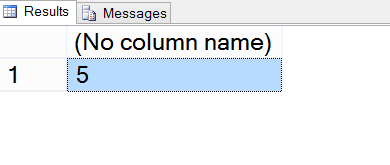 Results Messages
(No column name)
1 5